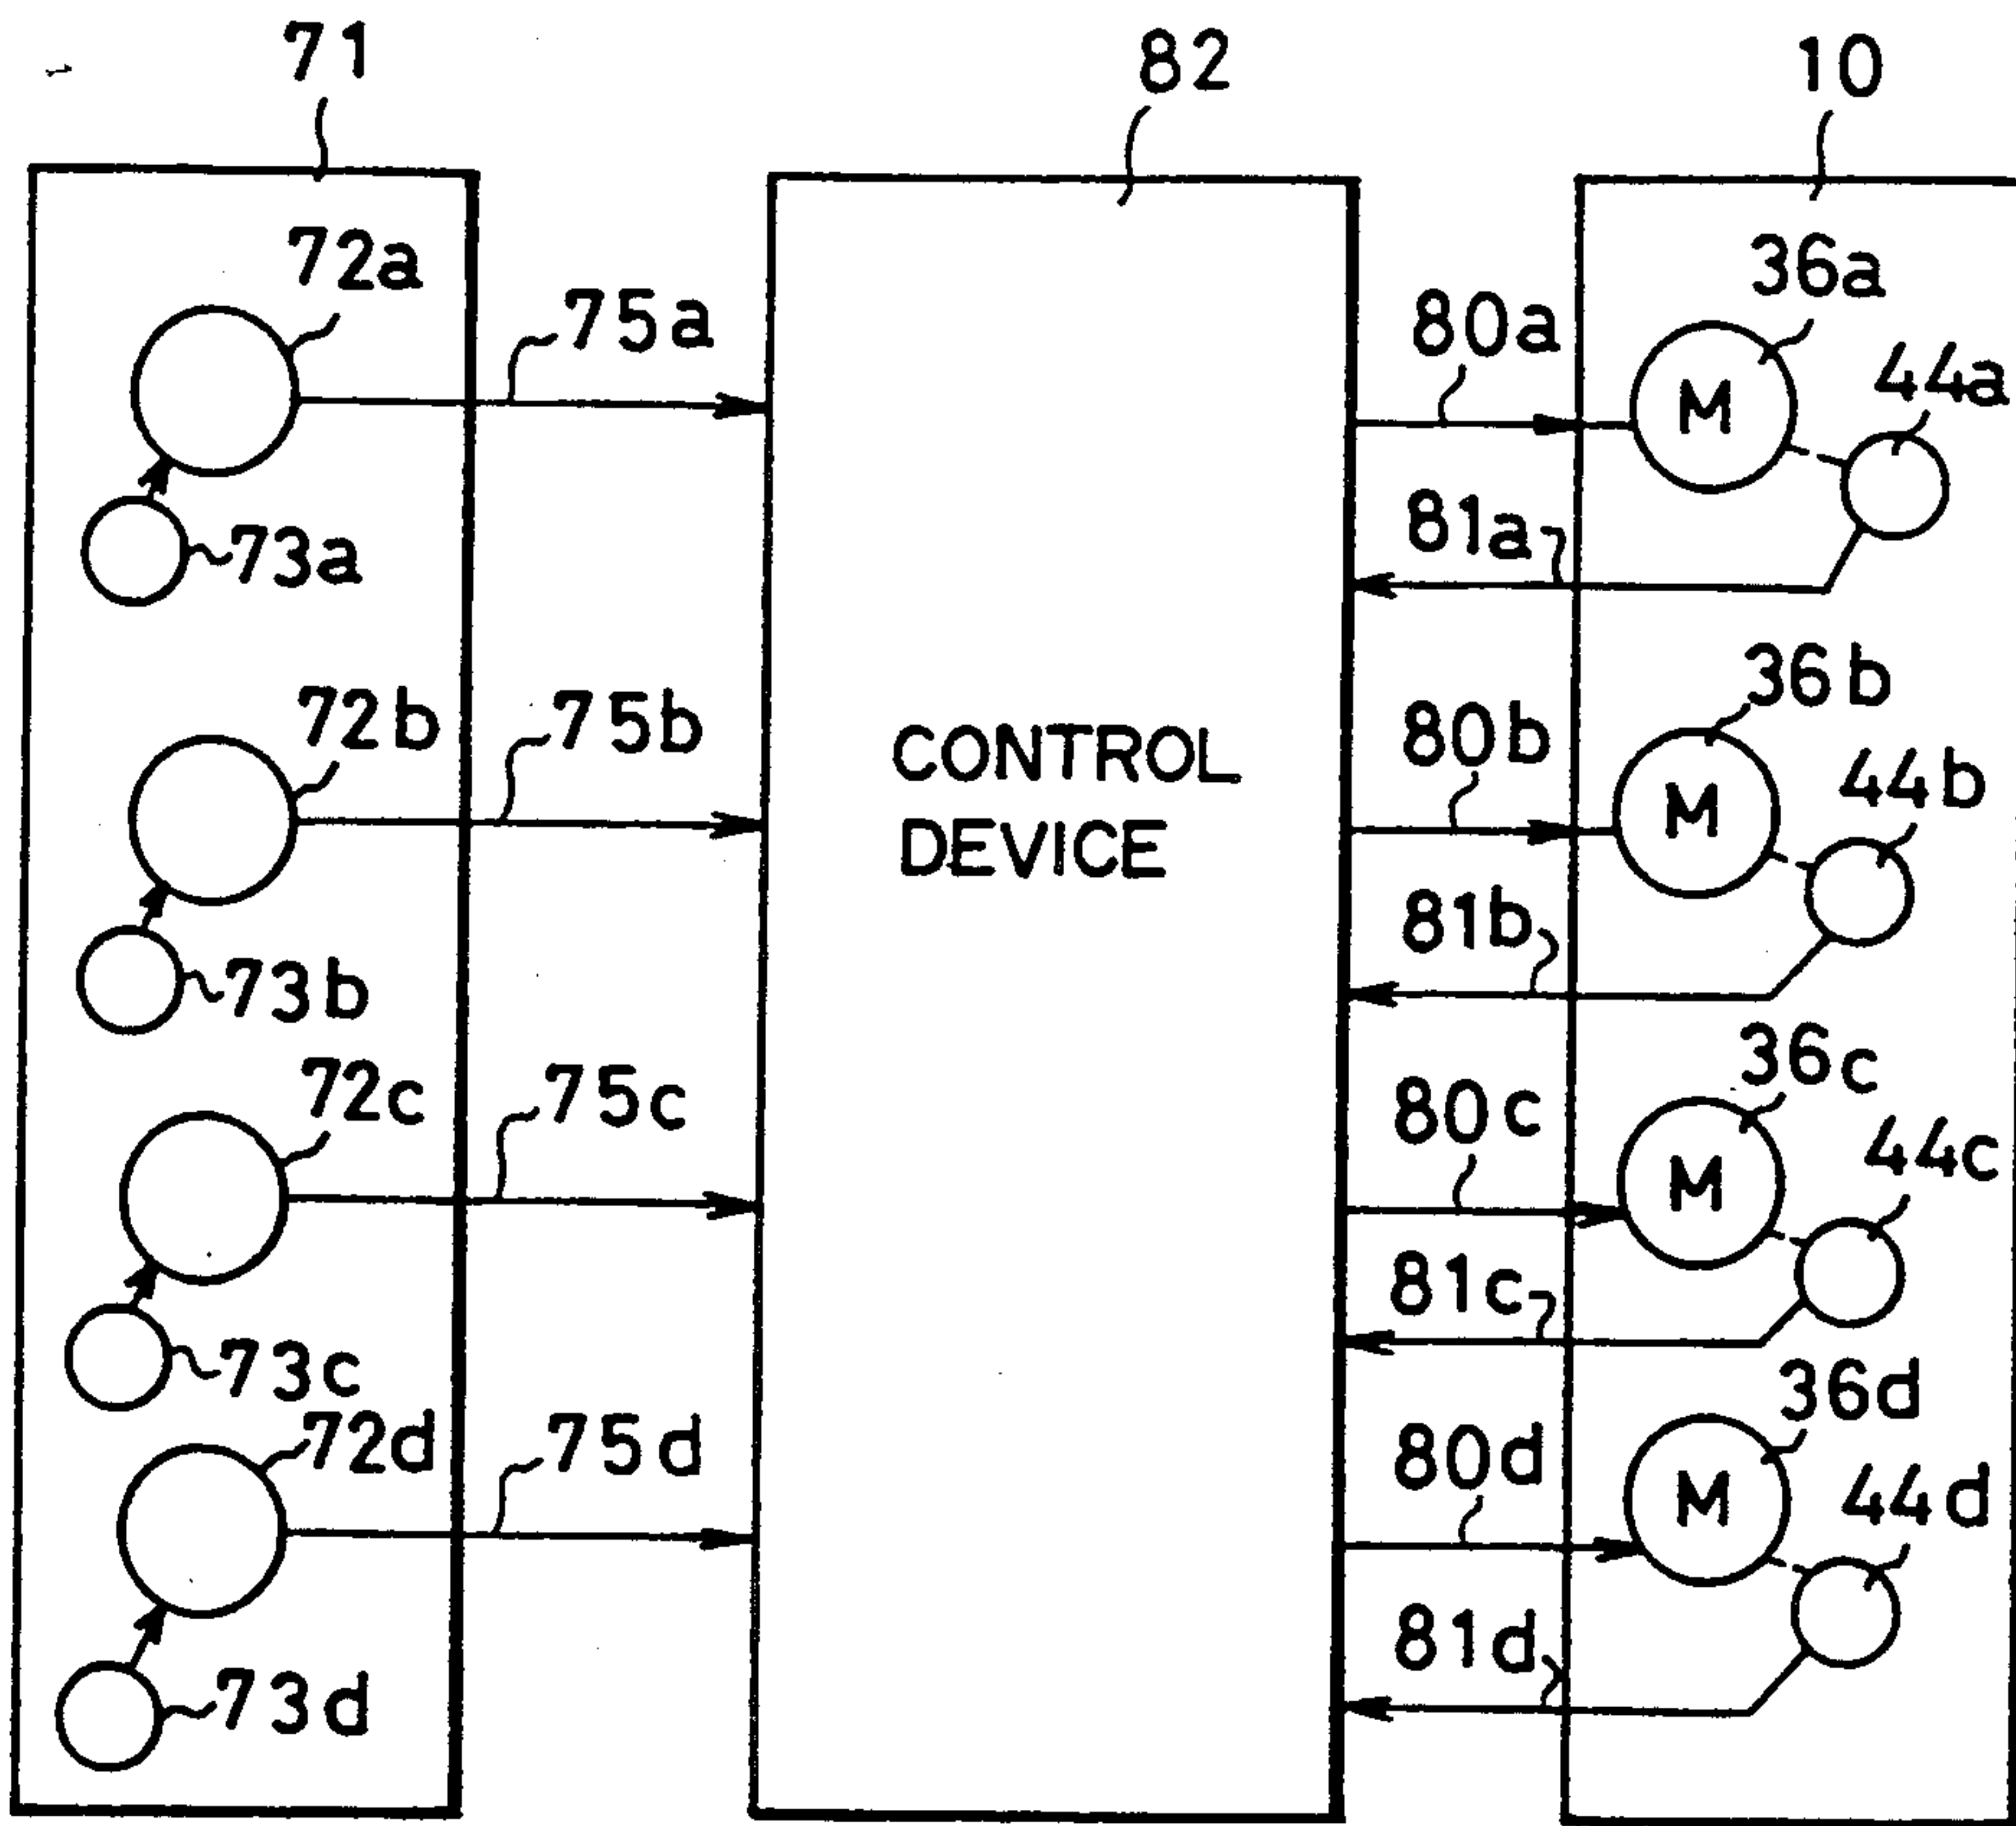 71
82
10
72a
36a
75a
80a
44a
M
81a
73a
36b
72b
75b
80b
44b
CONTROL
DEVICE
M
81b
73b
36c
72c
75c
80c
44c
M
81c
73c
36d
72d
75d
80d
44d
M
81d
73d